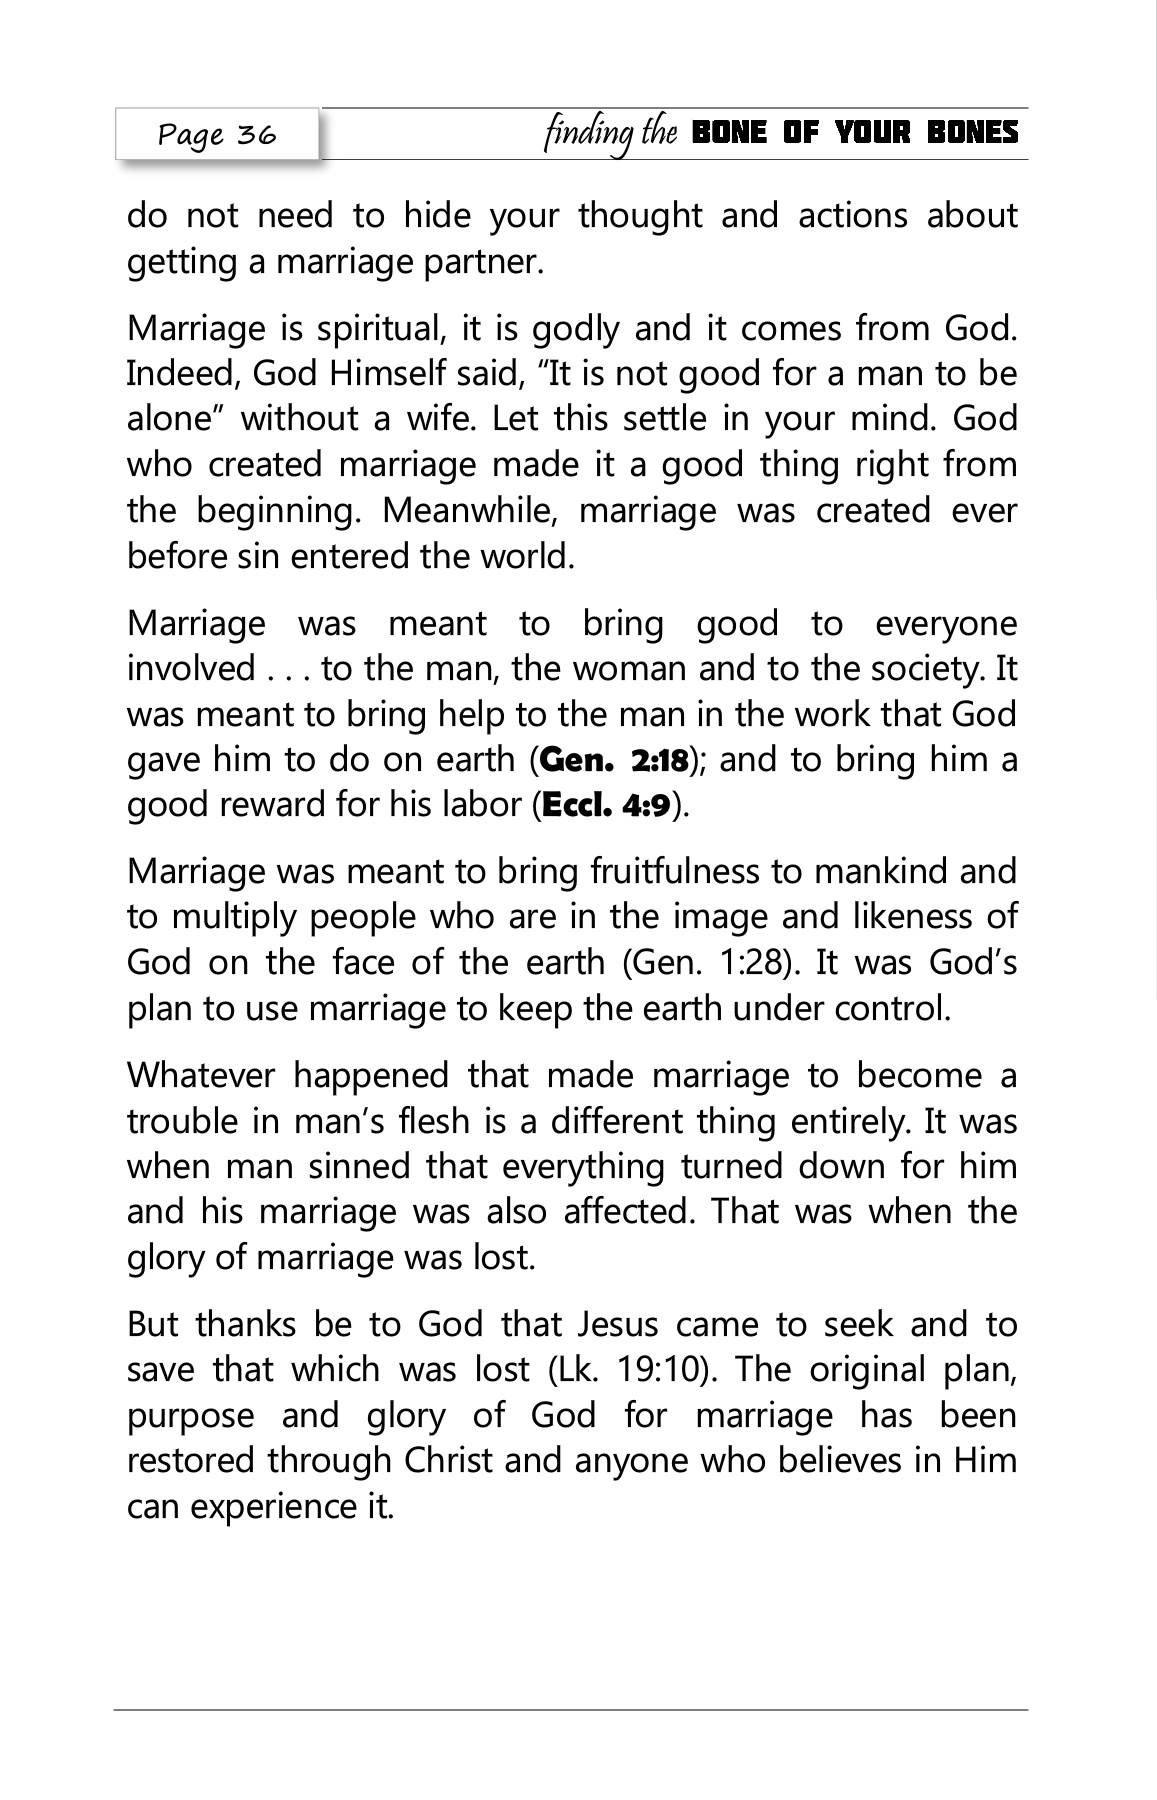 Page 36
finding the BONE OF YOUR BONES
do not need to hide your thought and actions about
getting a marriage partner.
Marriage is spiritual, it is godly and it comes from God.
Indeed, God Himself said, “It is not good for a man to be
alone” without a wife. Let this settle in your mind. God
who created marriage made it a good thing right from
the beginning. Meanwhile, marriage was created ever
before sin entered the world.
Marriage was meant to bring good to everyone
involved . . . to the man, the woman and to the society. It
was meant to bring help to the man in the work that God
gave him to do on earth (Gen. 2:18); and to bring him a
good reward for his labor (Eccl. 4:9).
Marriage was meant to bring fruitfulness to mankind and
to multiply people who are in the image and likeness of
God on the face of the earth (Gen. 1:28). It was God’s
plan to use marriage to keep the earth under control.
Whatever happened that made marriage to become a
trouble in man’s flesh is a different thing entirely. It was
when man sinned that everything turned down for him
and his marriage was also affected. That was when the
glory of marriage was lost.
But thanks be to God that Jesus came to seek and to
save that which was lost (Lk. 19:10). The original plan,
purpose and glory of God for marriage has been
restored through Christ and anyone who believes in Him
can experience it.